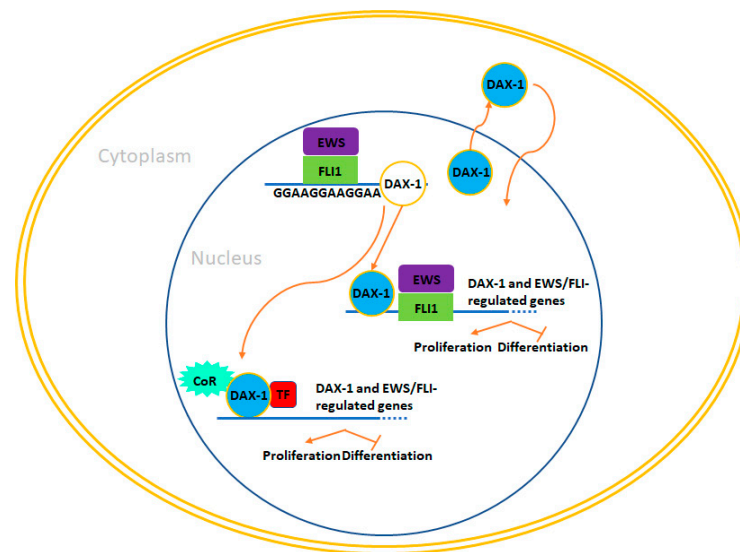 DAX-1
Cytoplasm
EWS
FLI1
DAX-1
DAX-1
GGAAGGAAGGAA
Nucleus
DAX-1
EWS
FLI1
DAX-1 and EWS/FLI-
regulated genes
Proliferation Differentiation
CoR
DAX-1
TF
DAX-1 and EWS/FLI-
regulated genes
Proliferation Differentiation